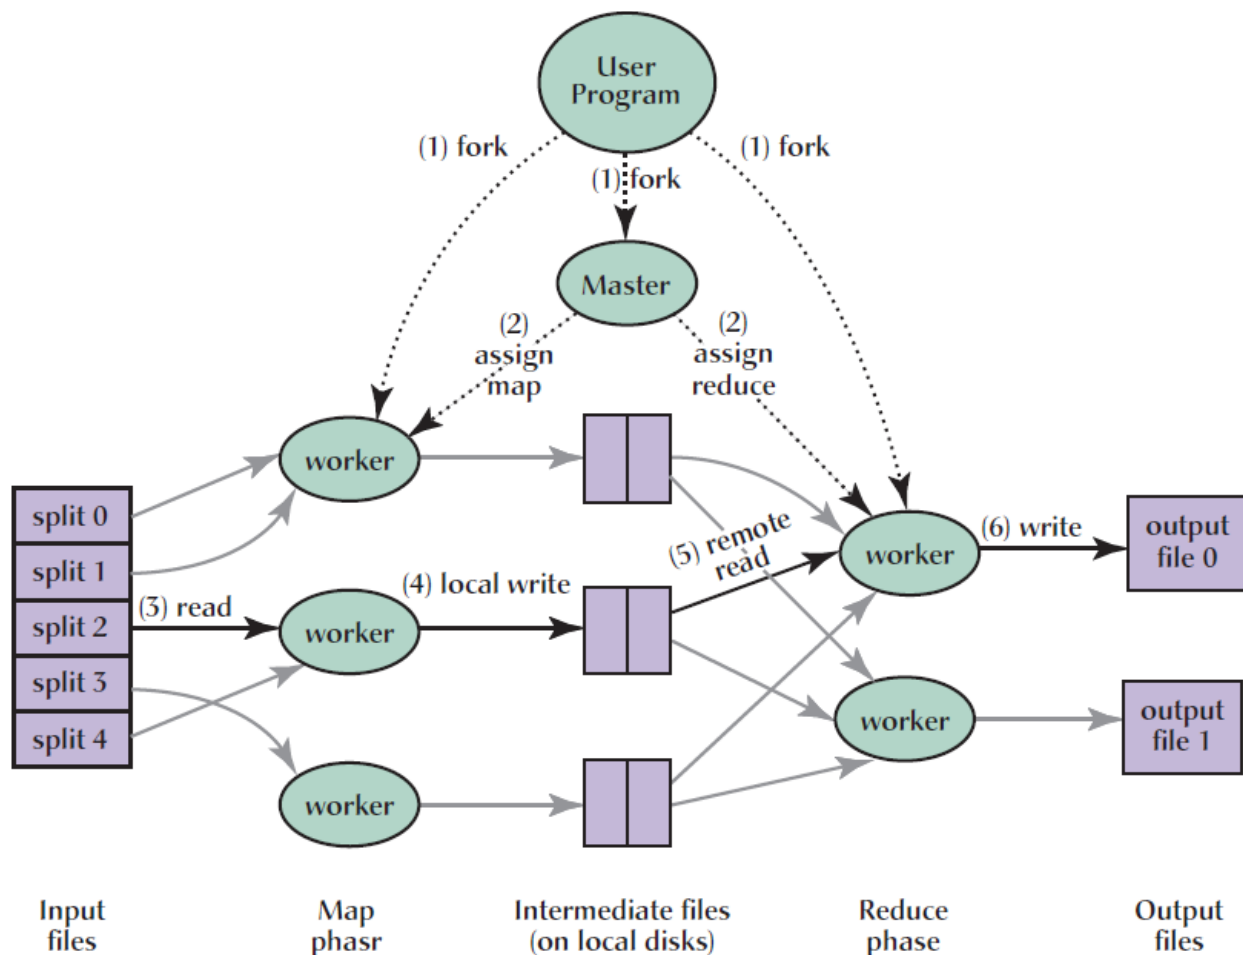 User
Program
(1) fork
(1) fork
(1) fork
Master
(2)
assign
map
(2)
assign
reduce
worker
split 0
split 1
split 2
split 3
split 4
(3) read
worker
(4) local write
worker
(5) remote
read
worker
(6) write
output
file 0
worker
output
file 1
Input
files
Map
phasr
Intermediate files
(on local disks)
Reduce
phase
Output
files